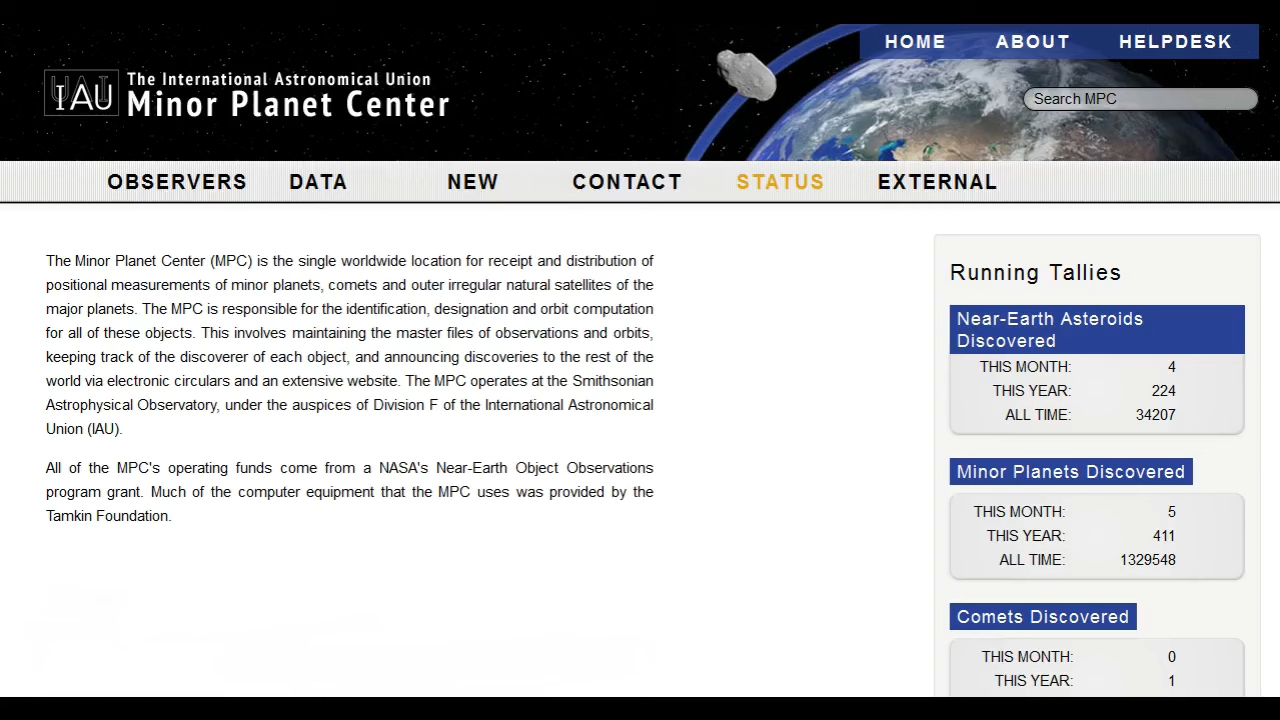 HOME ABOUT HELPDESK
IAU
The International Astronomical Union
Minor Planet Center
Search MPC
OBSERVERS DATA NEW CONTACT STATUS EXTERNAL
The Minor Planet Center (MPC) is the single worldwide location for receipt and distribution of
positional measurements of minor planets, comets and outer irregular natural satellites of the
major planets. The MPC is responsible for the identification, designation and orbit computation
for all of these objects. This involves maintaining the master files of observations and orbits,
keeping track of the discoverer of each object, and announcing discoveries to the rest of the
world via electronic circulars and an extensive website. The MPC operates at the Smithsonian
Astrophysical Observatory, under the auspices of Division F of the International Astronomical
Union (IAU).
All of the MPC's operating funds come from a NASA's Near-Earth Object Observations
program grant. Much of the computer equipment that the MPC uses was provided by the
Tamkin Foundation.
Running Tallies
Near-Earth Asteroids
Discovered
THIS MONTH: 4
THIS YEAR: 224
ALL TIME: 34207
Minor Planets Discovered
THIS MONTH: 5
THIS YEAR: 411
ALL TIME: 1329548
Comets Discovered
THIS MONTH: 0
THIS YEAR: 1